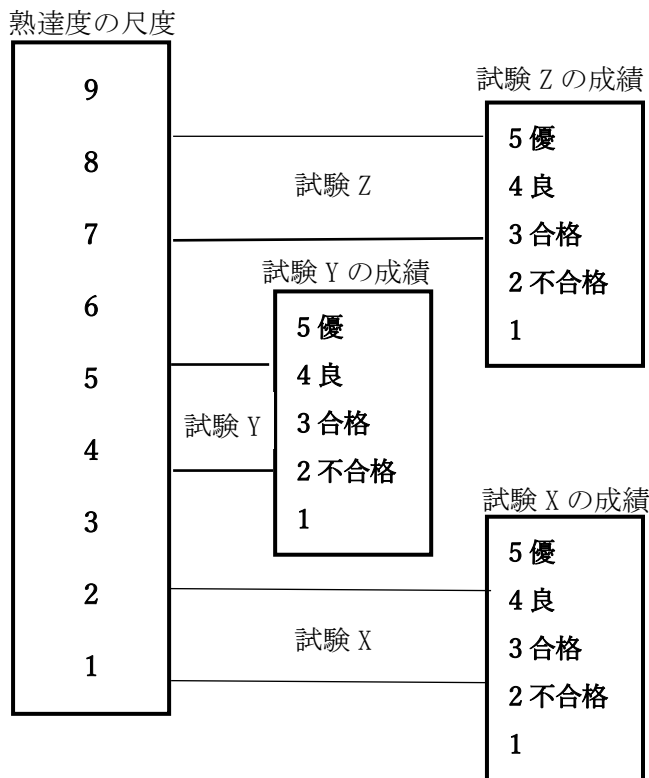 熟達度の尺度
9
8
7
6
5
4
3
2
1
試験 Z の成績
5 優
4 良
3 合格
2 不合格
1
試験 Z
試験 Y の成績
5 優
4 良
3 合格
2 不合格
1
試験 Y
試験 X の成績
5 優
4 良
3 合格
2 不合格
1
試験 X